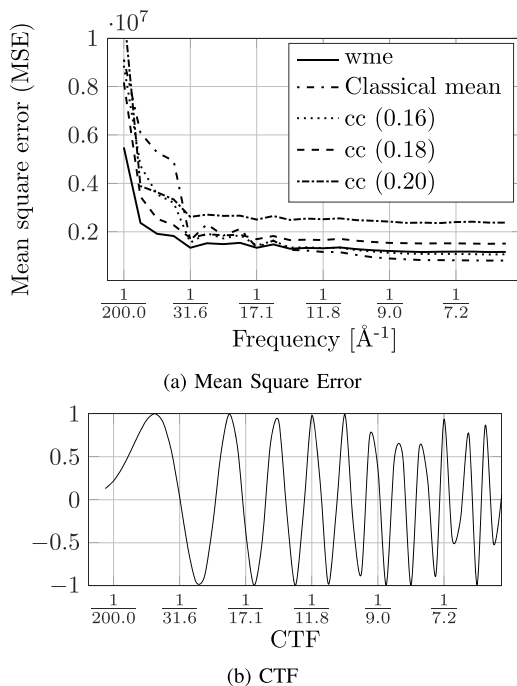 ·10⁷
Mean square error (MSE)
1
0.8
0.6
0.4
0.2
wme
Classical mean
cc (0.16)
cc (0.18)
cc (0.20)
1/200.0 1/31.6 1/17.1 1/11.8 1/9.0 1/7.2
Frequency [Å⁻¹]
(a) Mean Square Error
1
0.5
0
−0.5
−1
1/200.0 1/31.6 1/17.1 1/11.8 1/9.0 1/7.2
CTF
(b) CTF